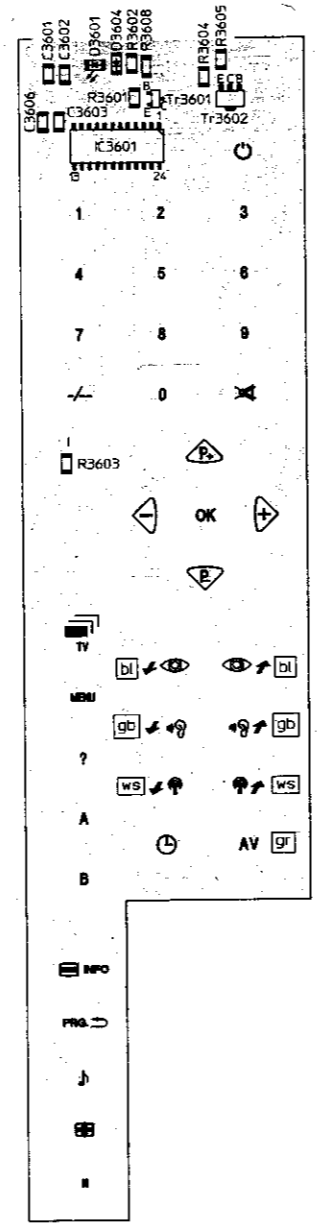 C3601 C3602 D3601 D3604 R3602 R3608 R3604 R3605
C3606 C3603 R3601 B E 1 Tr3601 E C B Tr3602
IC3601
13 24
1 2 3
4 5 6
7 8 9
-/-- 0
R3603
P+
- OK +
P-
TV
bl bl
MENU
gb gb
?
ws ws
A
AV gr
B
INFO
PRG.